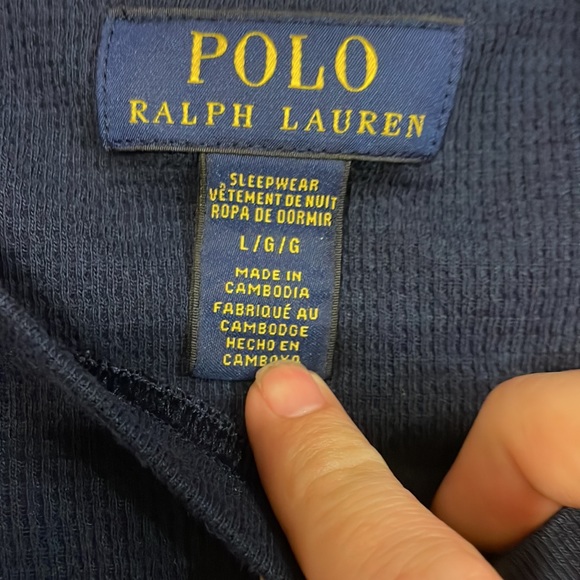 POLO
RALPH LAUREN
SLEEPWEAR
VÊTEMENT DE NUIT
ROPA DE DORMIR
L/G/G
MADE IN
CAMBODIA
FABRIQUÉ AU
CAMBODGE
HECHO EN
CAMBOYA